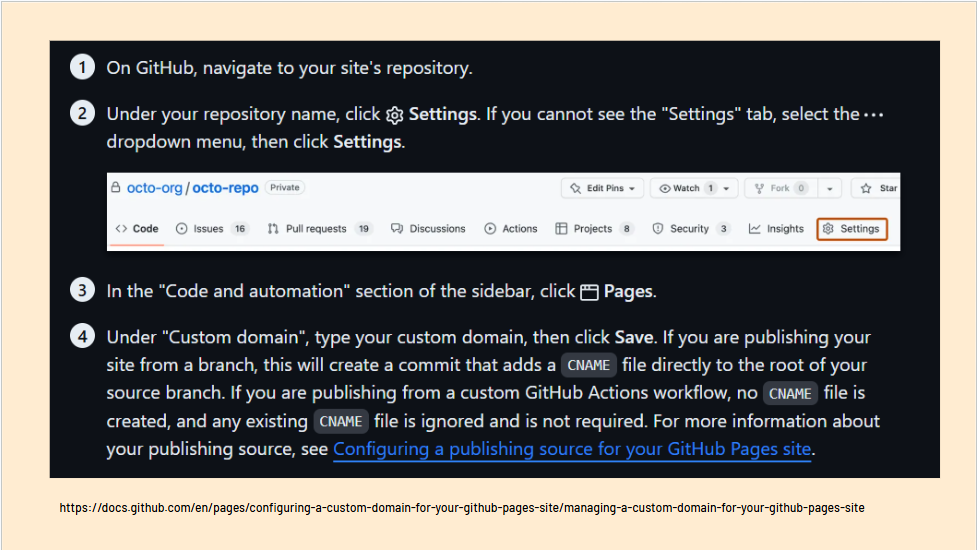 1 On GitHub, navigate to your site's repository.
2 Under your repository name, click Settings. If you cannot see the "Settings" tab, select the ···
dropdown menu, then click Settings.
octo-org / octo-repo Private Edit Pins Watch 1 Fork 0 Star
<> Code Issues 16 Pull requests 19 Discussions Actions Projects 8 Security 3 Insights Settings
3 In the "Code and automation" section of the sidebar, click Pages.
4 Under "Custom domain", type your custom domain, then click Save. If you are publishing your
site from a branch, this will create a commit that adds a CNAME file directly to the root of your
source branch. If you are publishing from a custom GitHub Actions workflow, no CNAME file is
created, and any existing CNAME file is ignored and is not required. For more information about
your publishing source, see Configuring a publishing source for your GitHub Pages site.
https://docs.github.com/en/pages/configuring-a-custom-domain-for-your-github-pages-site/managing-a-custom-domain-for-your-github-pages-site